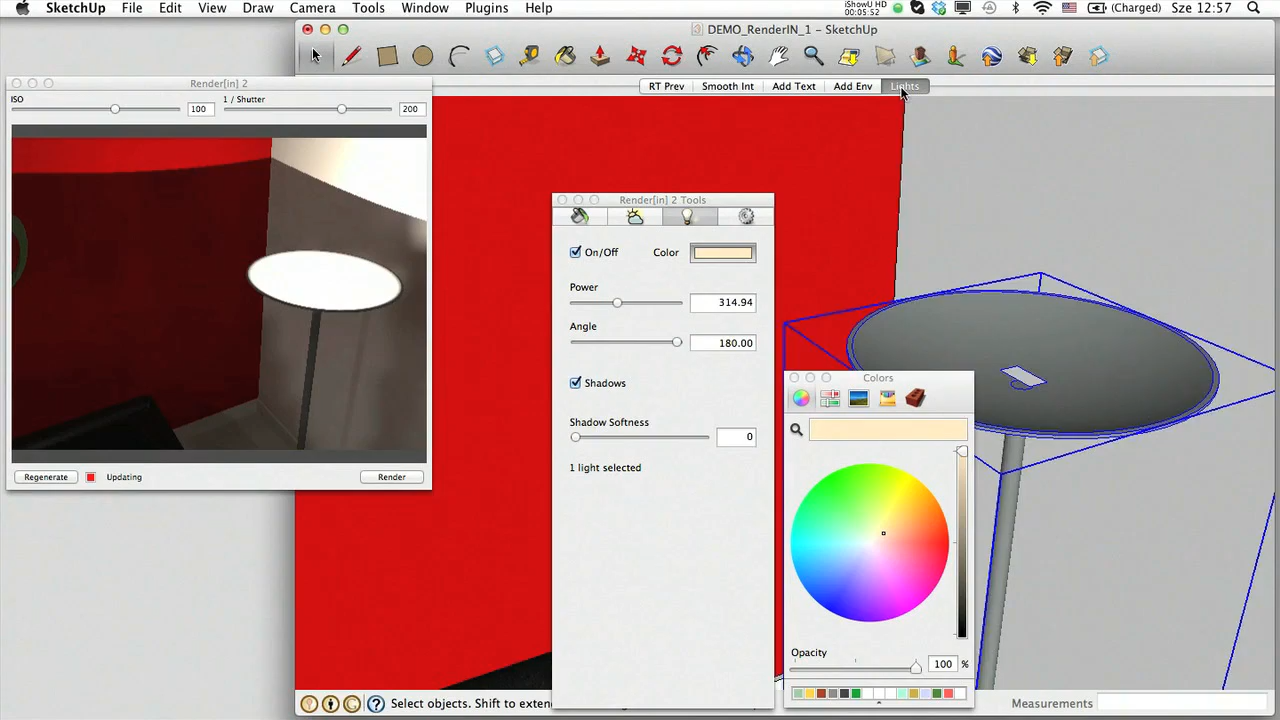 SketchUp File Edit View Draw Camera Tools Window Plugins Help
iShowU HD
00:05:52
(Charged) Sze 12:57
DEMO_RenderIN_1 – SketchUp
RT Prev Smooth Int Add Text Add Env Lights
Render[in] 2
ISO 100 1 / Shutter 200
Regenerate Updating Render
Render[in] 2 Tools
On/Off Color
Power
314.94
Angle
180.00
Shadows
Shadow Softness
0
1 light selected
Colors
Opacity
100 %
Select objects. Shift to exten
Measurements